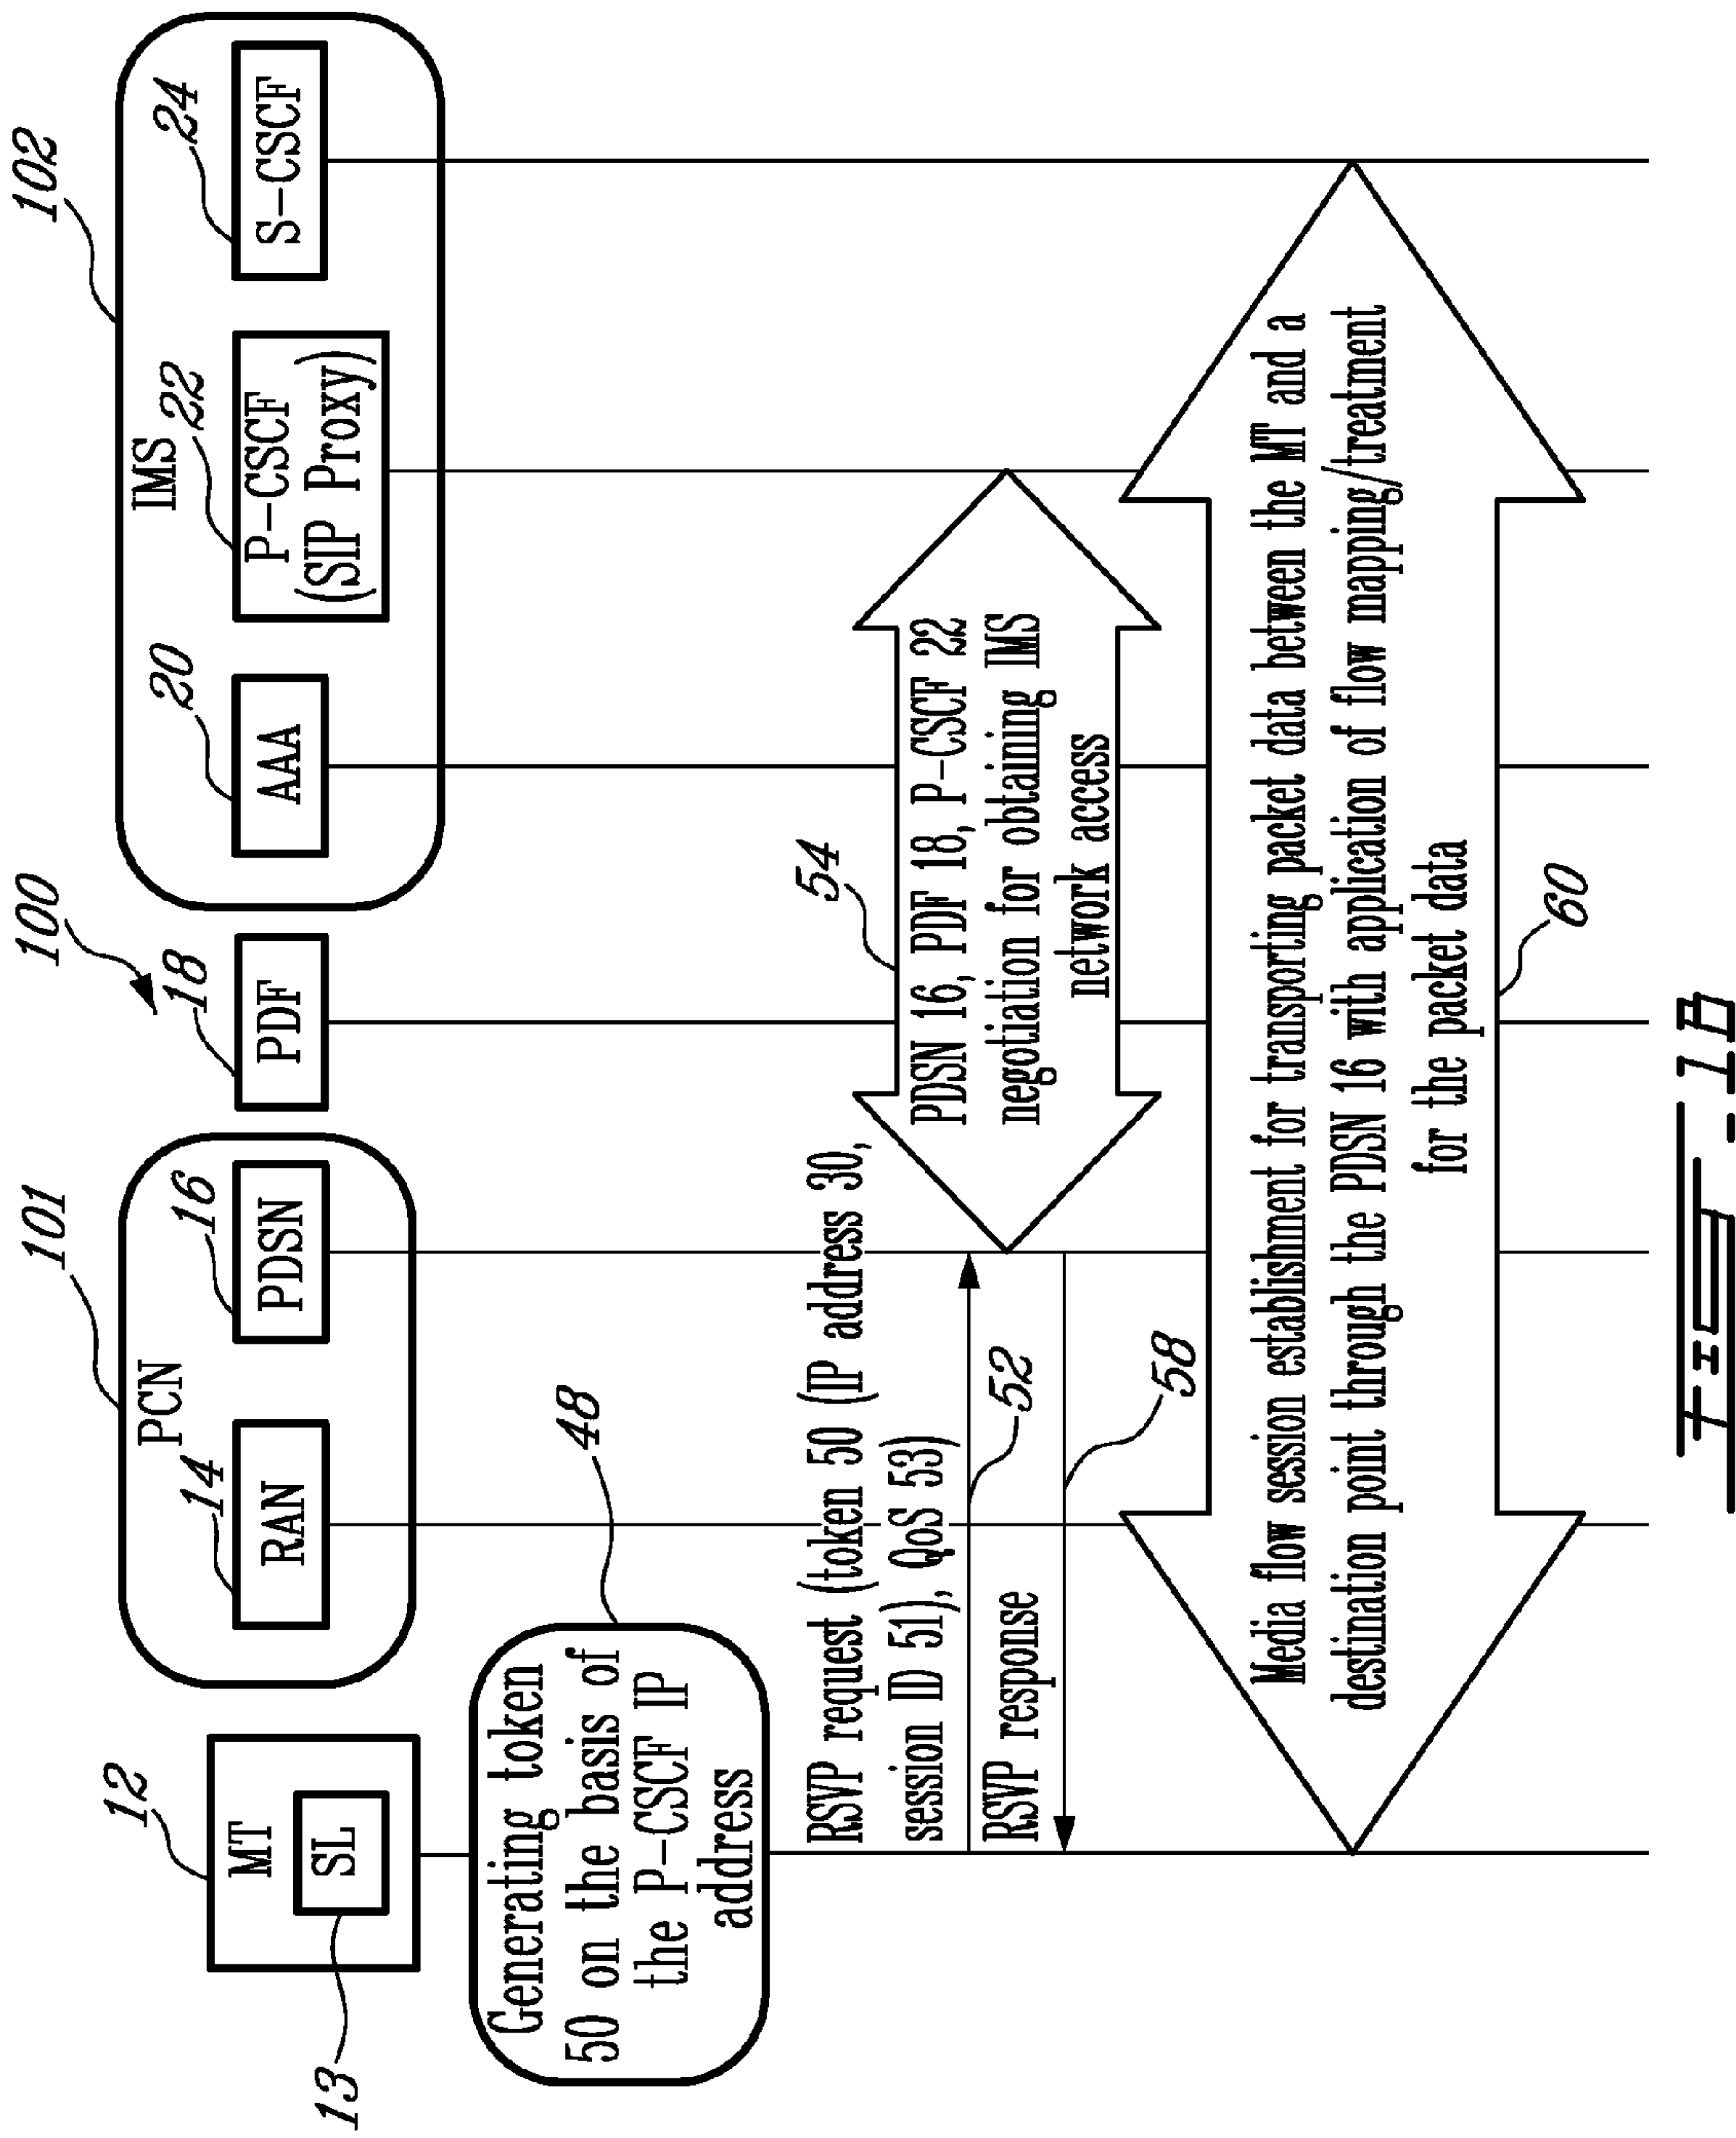 100
102
101
12
MT
SL
13
PCN
14
RAN
16
PDSN
18
PDF
IMS
20
AAA
22
P-CSCF
(SIP Proxy)
24
S-CSCF
Generating token
50 on the basis of
the P-CSCF IP
address
48
RSVP request (token 50 (IP address 30,
session ID 51), QoS 53)
52
54
PDSN 16, PDF 18, P-CSCF 22
negotiation for obtaining IMS
network access
RSVP response
58
Media flow session establishment for transporting packet data between the MT and a
destination point through the PDSN 16 with application of flow mapping/treatment
for the packet data
60
Fig-1B